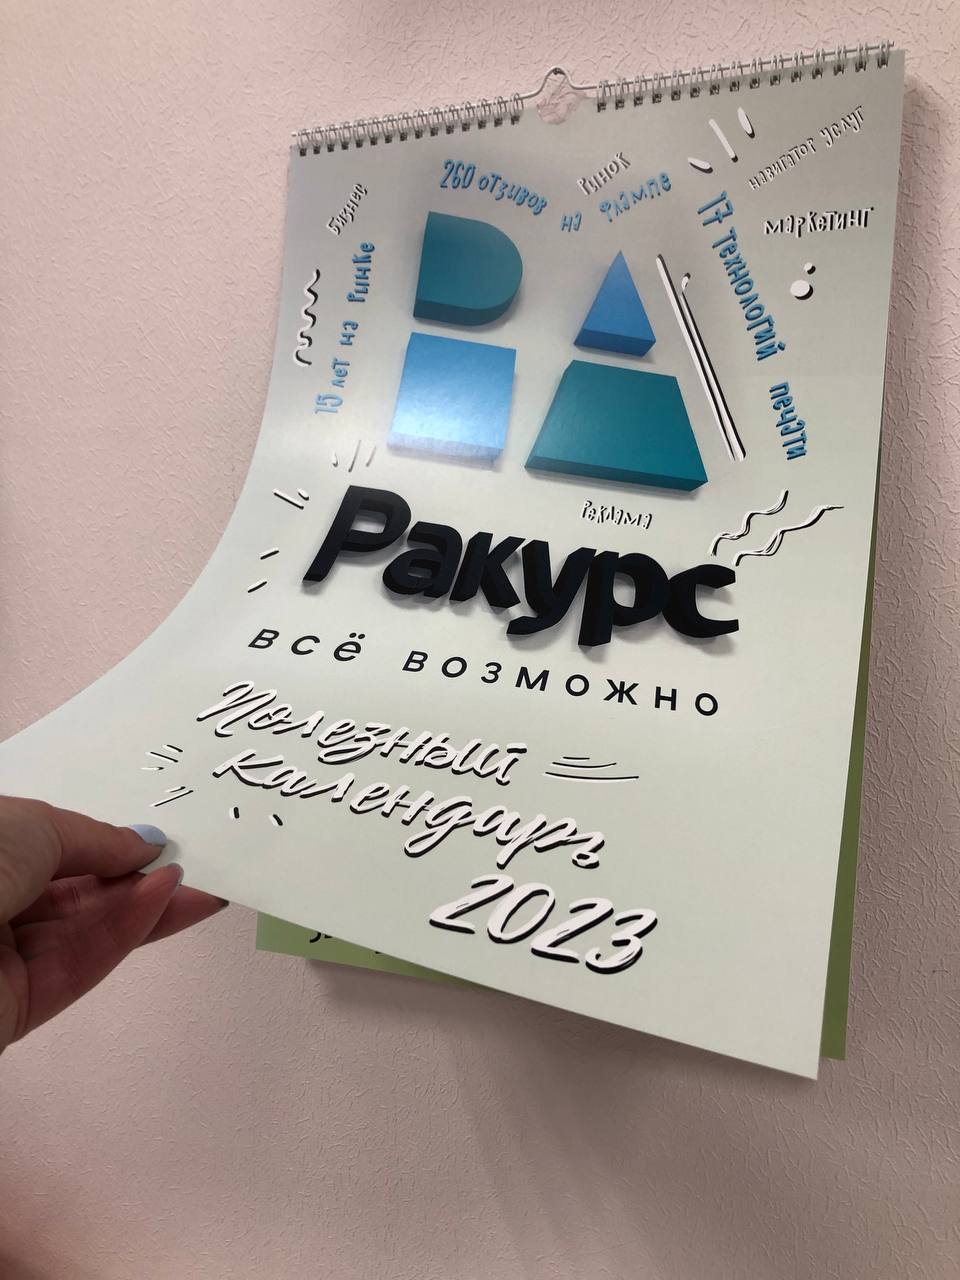 260 отзывов на Флампе
рынок
навигатор услуг
бизнес
маркетинг
15 лет на рынке
17 технологий печати
реклама
Ракурс
всё возможно
Полезный
календарь
2023